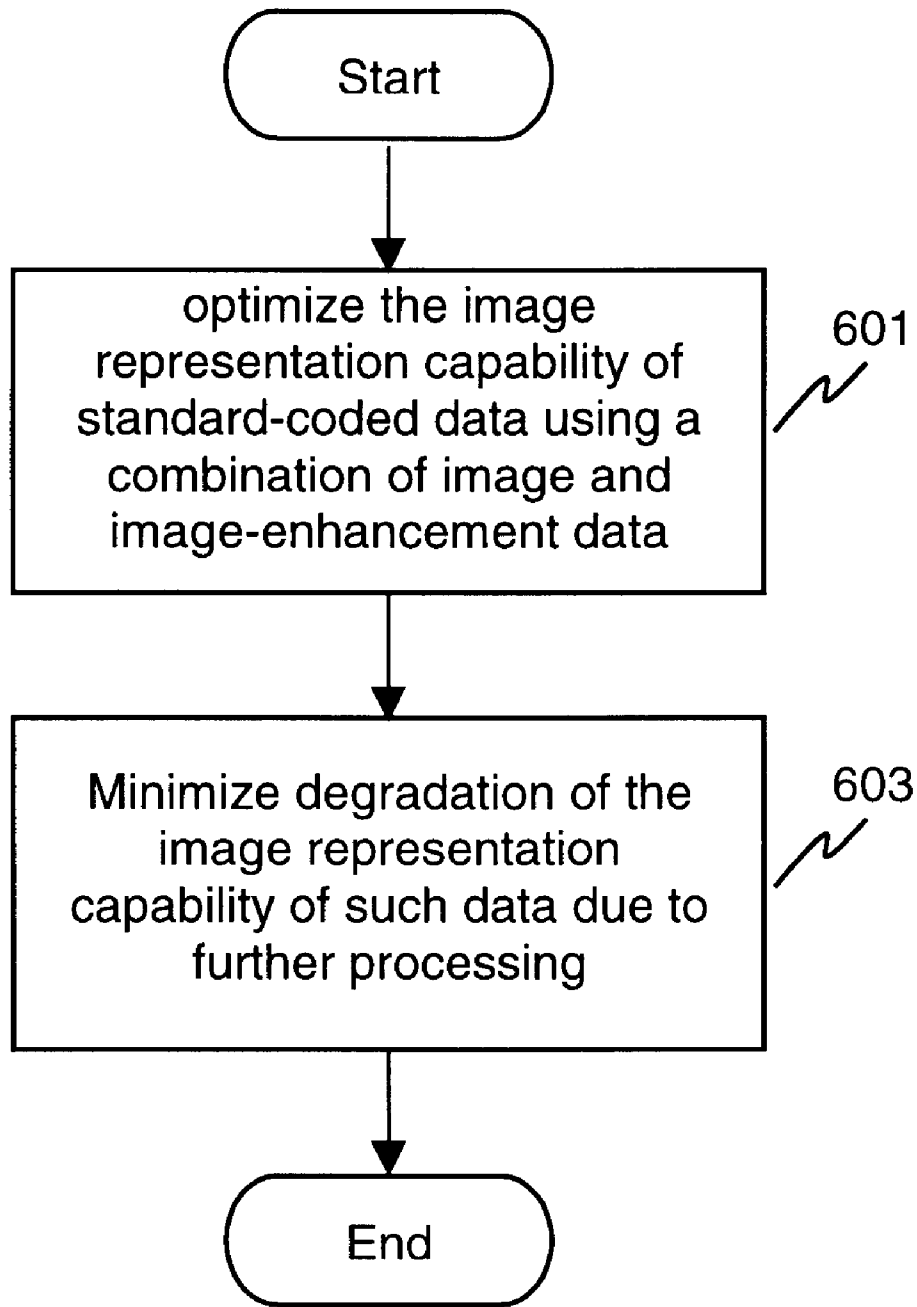 Start
optimize the image
representation capability of
standard-coded data using a
combination of image and
image-enhancement data
601
Minimize degradation of the
image representation
capability of such data due to
further processing
603
End